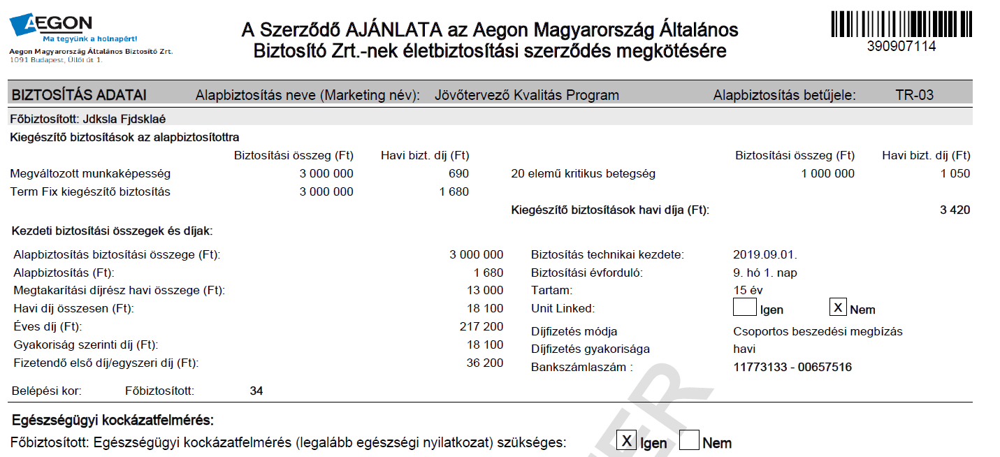 AEGON
Ma tegyünk a holnapért!
Aegon Magyarország Általános Biztosító Zrt.
1091 Budapest, Üllői út 1.
A Szerződő AJÁNLATA az Aegon Magyarország Általános
Biztosító Zrt.-nek életbiztosítási szerződés megkötésére
390907114
BIZTOSÍTÁS ADATAI Alapbiztosítás neve (Marketing név): Jövőtervező Kvalitás Program Alapbiztosítás betűjele: TR-03
Főbiztosított: Jdksla Fjdsklaé
Kiegészítő biztosítások az alapbiztosítottra
Biztosítási összeg (Ft) Havi bizt. díj (Ft) Biztosítási összeg (Ft) Havi bizt. díj (Ft)
Megváltozott munkaképesség 3 000 000 690 20 elemű kritikus betegség 1 000 000 1 050
Term Fix kiegészítő biztosítás 3 000 000 1 680
Kiegészítő biztosítások havi díja (Ft): 3 420
Kezdeti biztosítási összegek és díjak:
Alapbiztosítás biztosítási összege (Ft): 3 000 000 Biztosítás technikai kezdete: 2019.09.01.
Alapbiztosítás (Ft): 1 680 Biztosítási évforduló: 9. hó 1. nap
Megtakarítási díjrész havi összege (Ft): 13 000 Tartam: 15 év
Havi díj összesen (Ft): 18 100 Unit Linked: Igen X Nem
Éves díj (Ft): 217 200 Díjfizetés módja Csoportos beszedési megbízás
Gyakoriság szerinti díj (Ft): 18 100 Díjfizetés gyakorisága havi
Fizetendő első díj/egyszeri díj (Ft): 36 200 Bankszámlaszám : 11773133 - 00657516
Belépési kor: Főbiztosított: 34
Egészségügyi kockázatfelmérés:
Főbiztosított: Egészségügyi kockázatfelmérés (legalább egészségi nyilatkozat) szükséges: X Igen Nem
ER